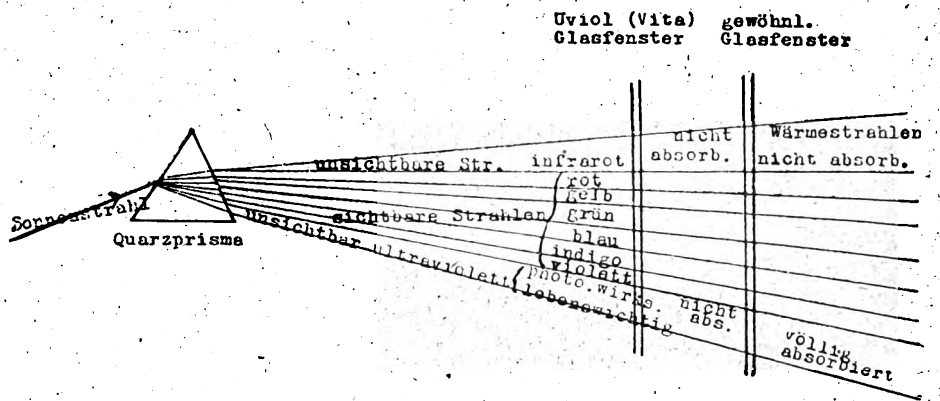 Uviol (Vita) gewöhnl.
Glasfenster Glasfenster
nicht Wärmestrahlen
unsichtbare Str. infrarot absorb. nicht absorb.
rot
gelb
Sonnenstrahl unsichtbar sichtbare Strahlen grün
Quarzprisma
blau
indigo
violett
ultraviolett photo.wirks. nicht
lebenswichtig abs.
völlig
absorbiert